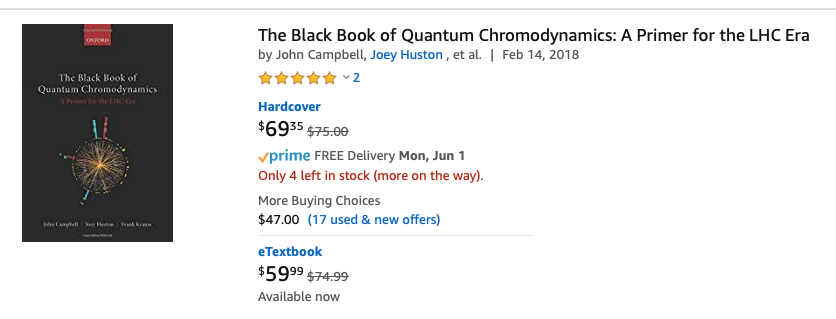 OXFORD
The Black Book of
Quantum Chromodynamics
A Primer for the LHC Era
John Campbell | Joey Huston | Frank Krauss
The Black Book of Quantum Chromodynamics: A Primer for the LHC Era
by John Campbell, Joey Huston , et al. | Feb 14, 2018
2
Hardcover
$69 35 $75.00
prime FREE Delivery Mon, Jun 1
Only 4 left in stock (more on the way).
More Buying Choices
$47.00 (17 used & new offers)
eTextbook
$59 99 $74.99
Available now